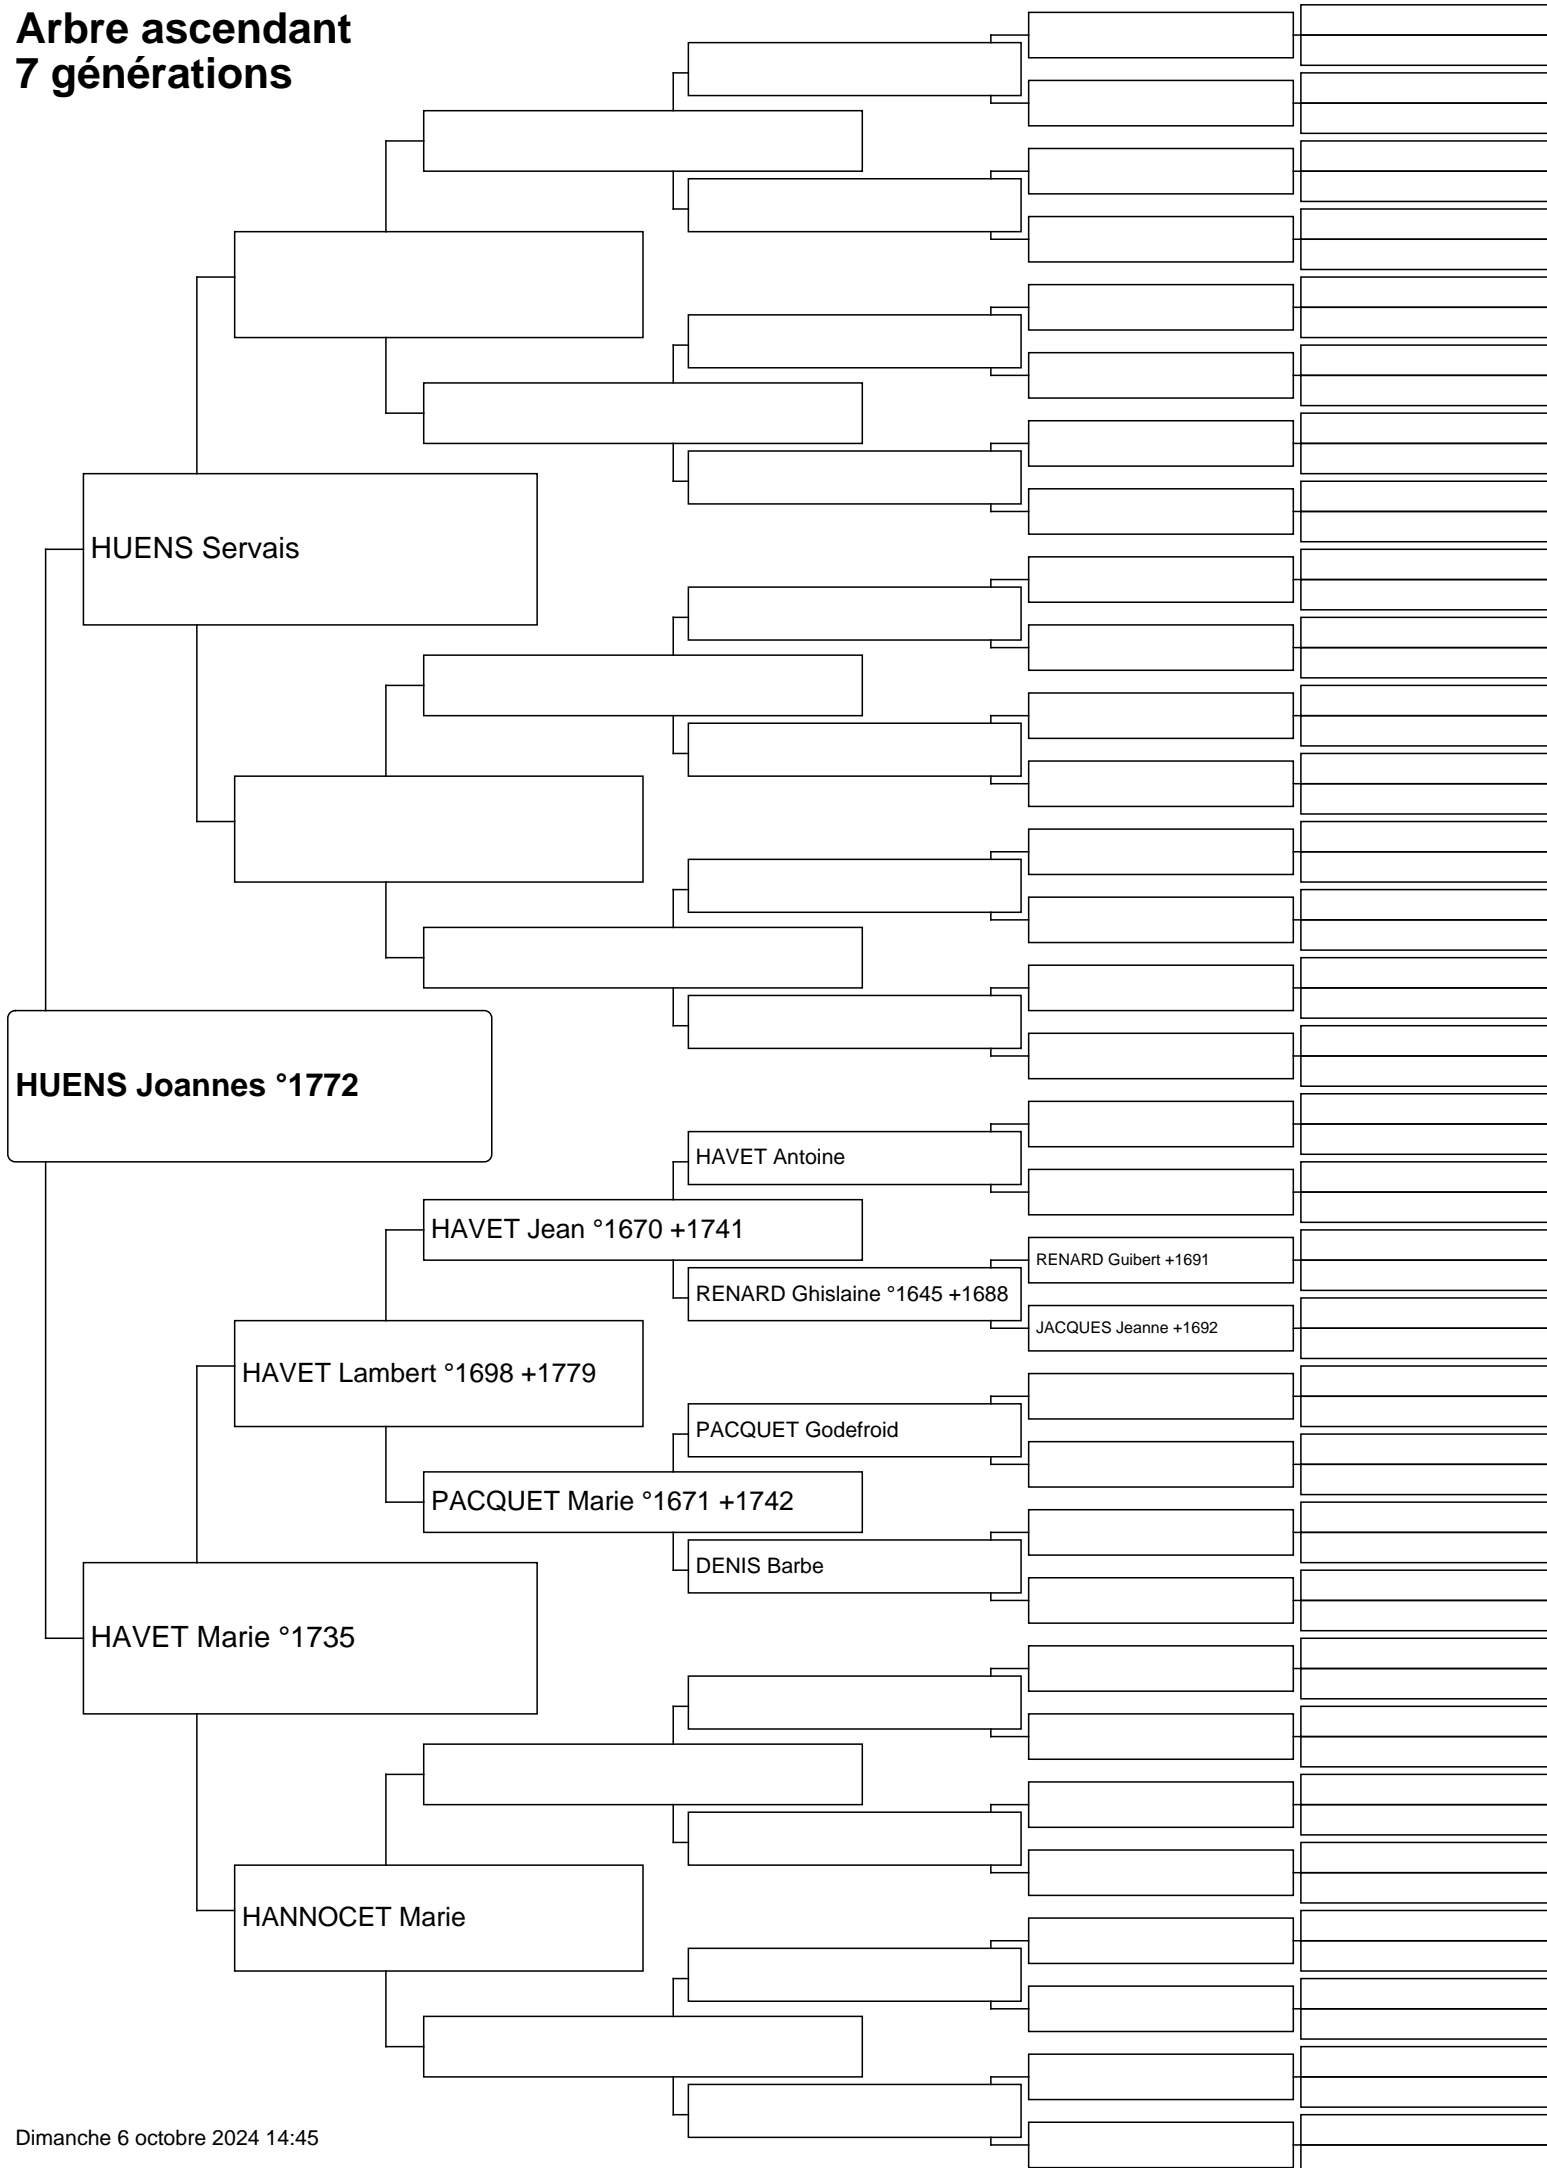 Arbre ascendant
7 générations
HUENS Servais
HUENS Joannes °1772
HAVET Antoine
HAVET Jean °1670 +1741
RENARD Guibert +1691
RENARD Ghislaine °1645 +1688
JACQUES Jeanne +1692
HAVET Lambert °1698 +1779
PACQUET Godefroid
PACQUET Marie °1671 +1742
DENIS Barbe
HAVET Marie °1735
HANNOCET Marie
Dimanche 6 octobre 2024 14:45